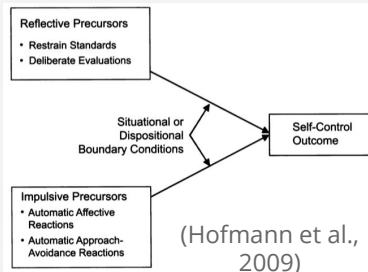 Reflective Precursors
• Restrain Standards
• Deliberate Evaluations
Situational or
Dispositional
Boundary Conditions
Self-Control
Outcome
Impulsive Precursors
• Automatic Affective
Reactions
• Automatic Approach-
Avoidance Reactions
(Hofmann et al.,
2009)